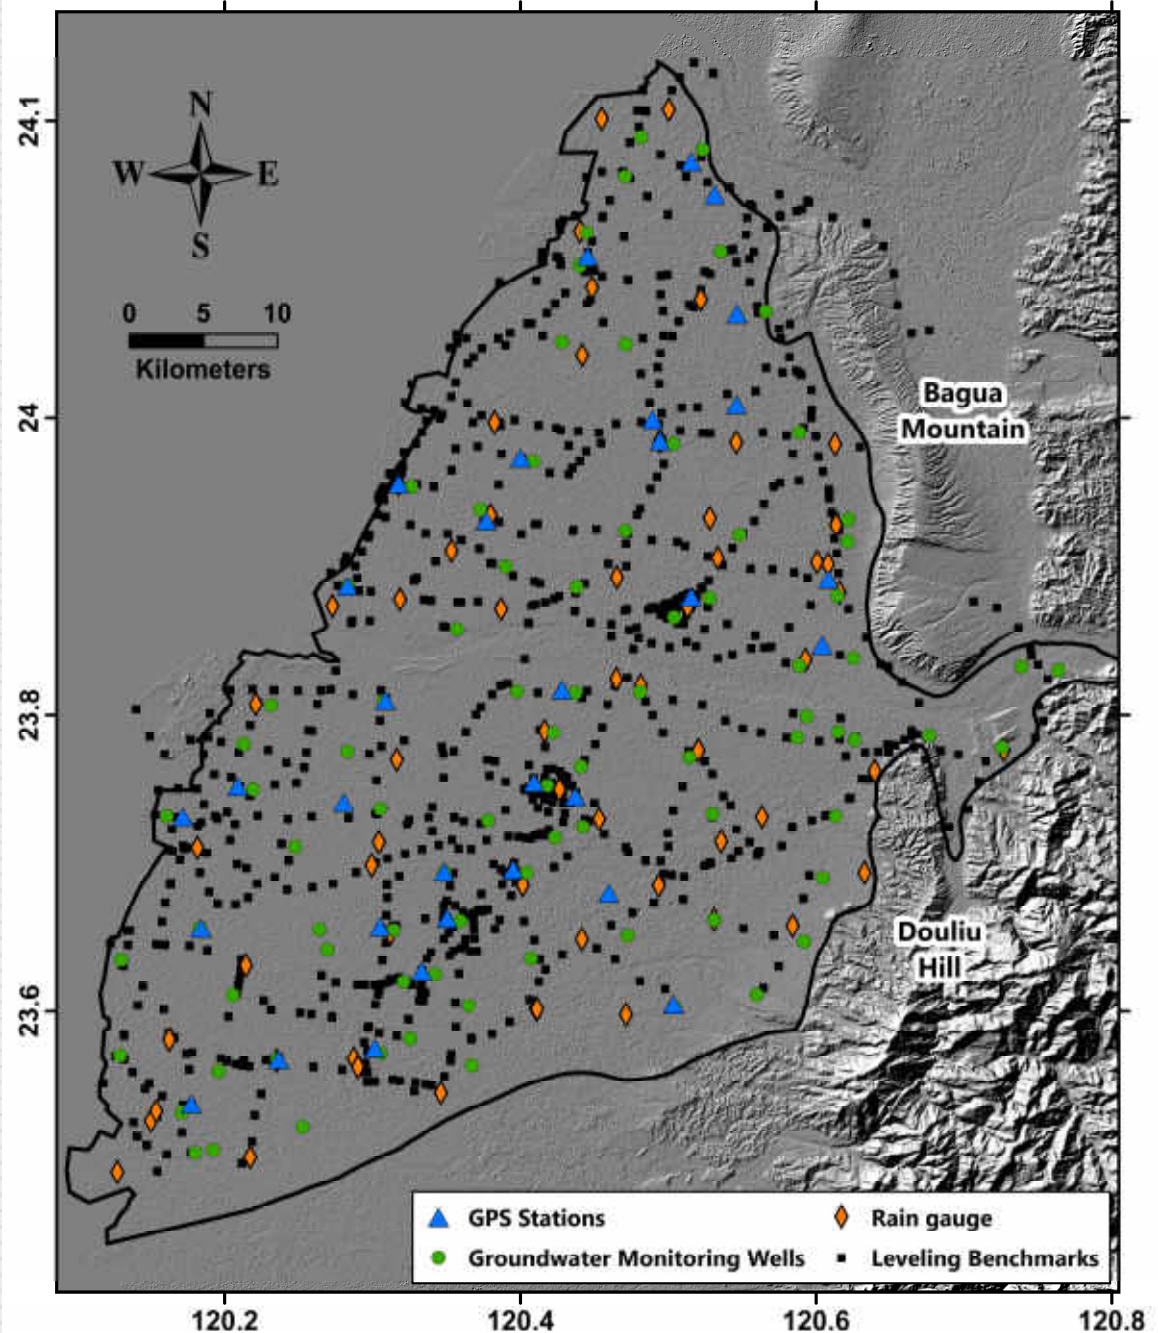 N
W E
S
0 5 10
Kilometers
24.1
24
23.8
23.6
Bagua
Mountain
Douliu
Hill
GPS Stations
Rain gauge
Groundwater Monitoring Wells
Leveling Benchmarks
120.2 120.4 120.6 120.8